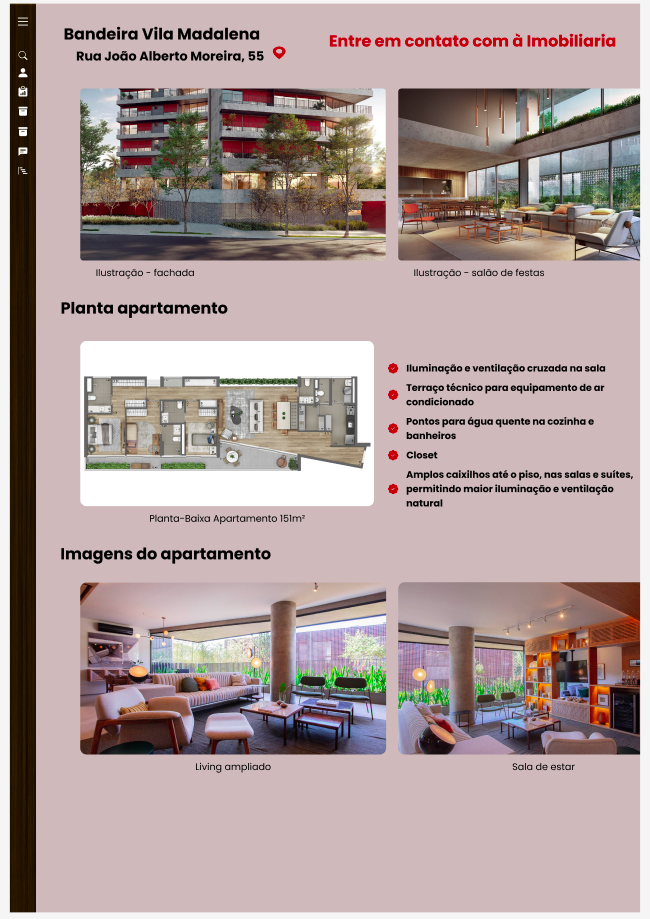 Bandeira Vila Madalena
Rua João Alberto Moreira, 55
Entre em contato com à Imobiliaria
Ilustração - fachada
Ilustração - salão de festas
Planta apartamento
Iluminação e ventilação cruzada na sala
Terraço técnico para equipamento de ar
condicionado
Pontos para água quente na cozinha e
banheiros
Closet
Amplos caixilhos até o piso, nas salas e suítes,
permitindo maior iluminação e ventilação
natural
Planta-Baixa Apartamento 151m²
Imagens do apartamento
Living ampliado
Sala de estar